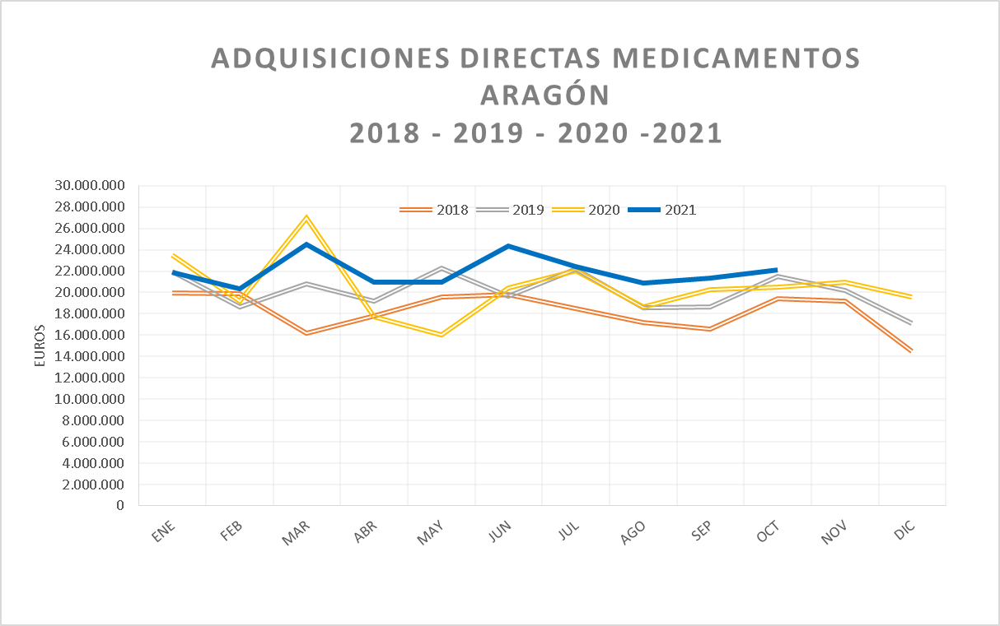 ADQUISICIONES DIRECTAS MEDICAMENTOS
ARAGÓN
2018 - 2019 - 2020 -2021
30.000.000
28.000.000
26.000.000
24.000.000
22.000.000
20.000.000
18.000.000
16.000.000
14.000.000
12.000.000
10.000.000
8.000.000
6.000.000
4.000.000
2.000.000
0
EUROS
2018 2019 2020 2021
ENE FEB MAR ABR MAY JUN JUL AGO SEP OCT NOV DIC